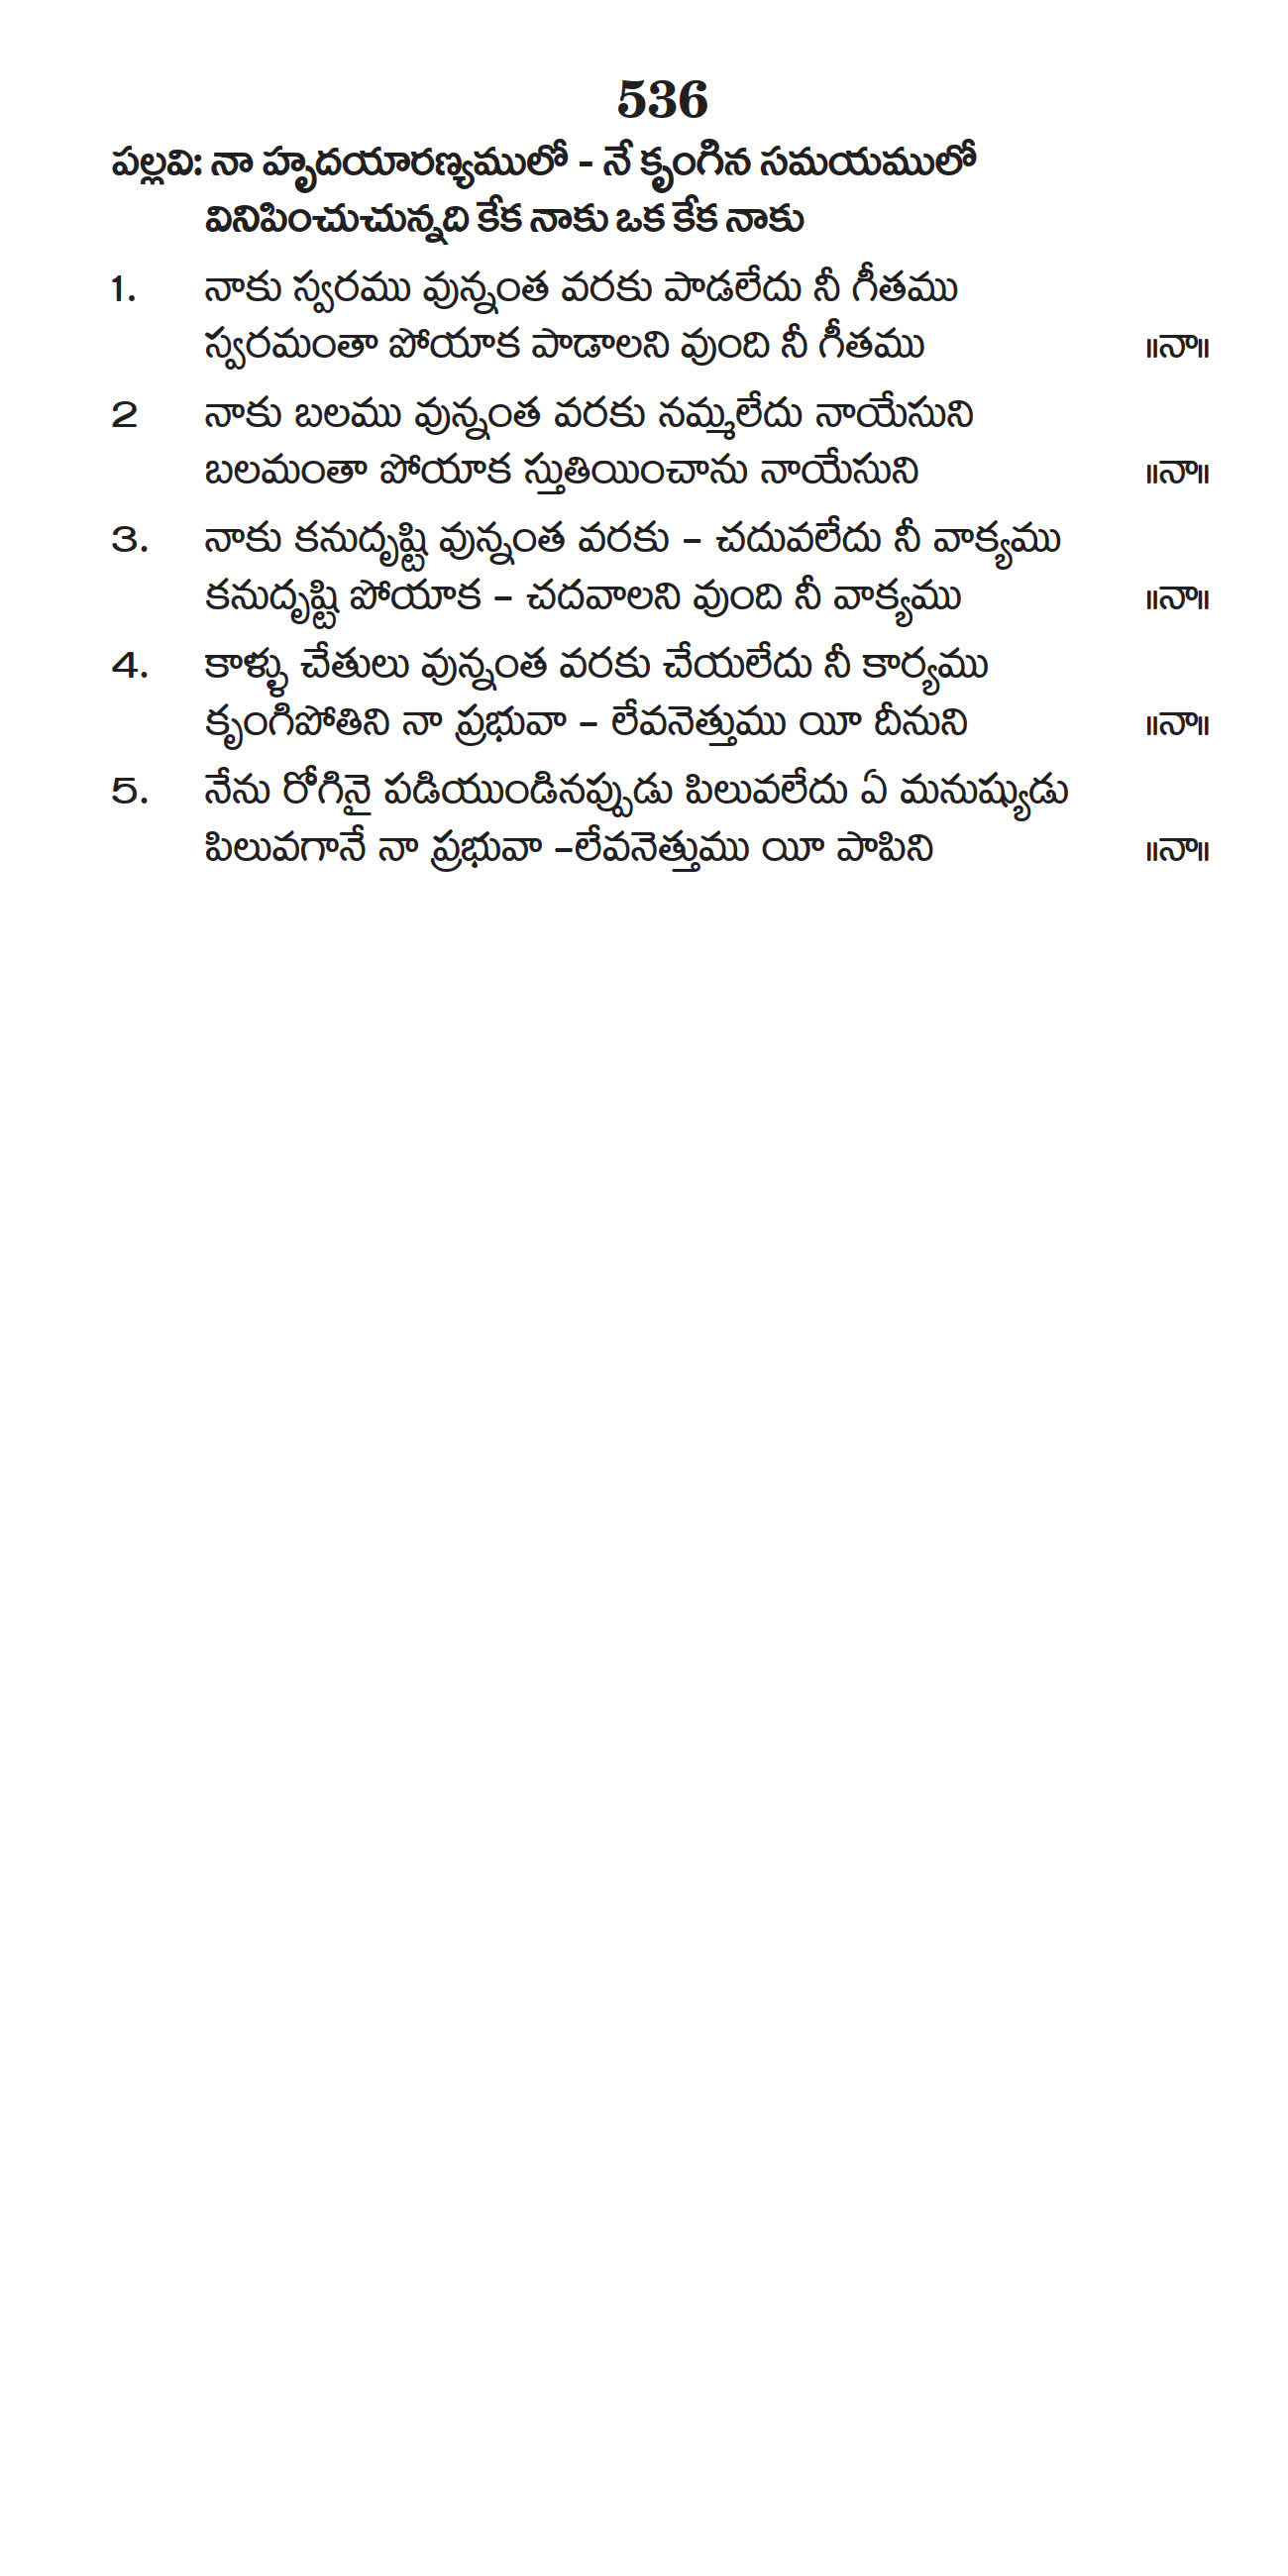 536
పల్లవి: నా హృదయారణ్యములో - నే కృంగిన సమయములో
వినిపించుచున్నది కేక నాకు ఒక కేక నాకు
1. నాకు స్వరము వున్నంత వరకు పాడలేదు నీ గీతము
స్వరమంతా పోయాక పాడాలని వుంది నీ గీతము ॥నా॥
2 నాకు బలము వున్నంత వరకు నమ్మలేదు నాయేసుని
బలమంతా పోయాక స్తుతియించాను నాయేసుని ॥నా॥
3. నాకు కనుదృష్టి వున్నంత వరకు – చదువలేదు నీ వాక్యము
కనుదృష్టి పోయాక – చదవాలని వుంది నీ వాక్యము ॥నా॥
4. కాళ్ళు చేతులు వున్నంత వరకు చేయలేదు నీ కార్యము
కృంగిపోతిని నా ప్రభువా – లేవనెత్తుము యీ దీనుని ॥నా॥
5. నేను రోగినై పడియుండినప్పుడు పిలువలేదు ఏ మనుష్యుడు
పిలువగానే నా ప్రభువా –లేవనెత్తుము యీ పాపిని ॥నా॥